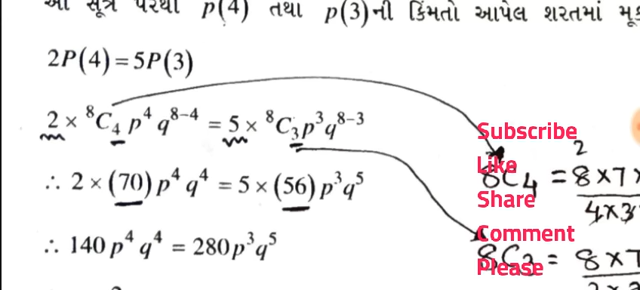 આ સૂત્ર પરથી p(4) તથા p(3)ની કિંમતો આપેલ શરતમાં
2P(4) = 5P(3)
2 × ⁸C₄ p⁴ q⁸⁻⁴ = 5 × ⁸C₃ p³ q⁸⁻³
∴ 2 × (70) p⁴ q⁴ = 5 × (56) p³ q⁵
∴ 140 p⁴ q⁴ = 280 p³ q⁵
Subscribe
Like
Share
Comment
Please
2
8C₄ = 8×7×
4×3
8C₃ = 8×7